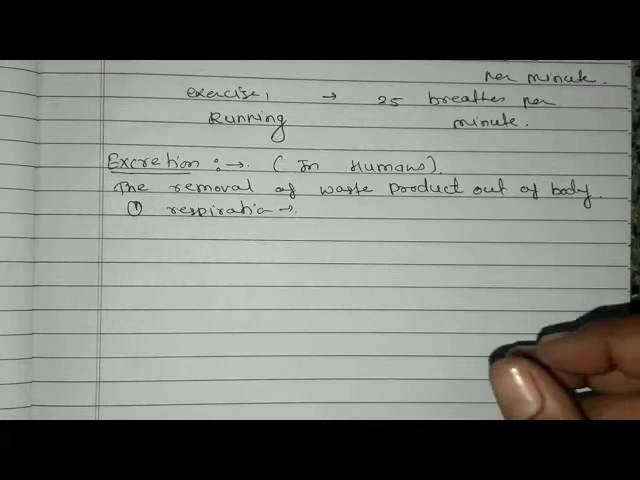 per minute.
exercise, → 25 breathes per
Running minute.
Excretion :→. (In Humans).
The removal of waste product out of body.
① respiration →.